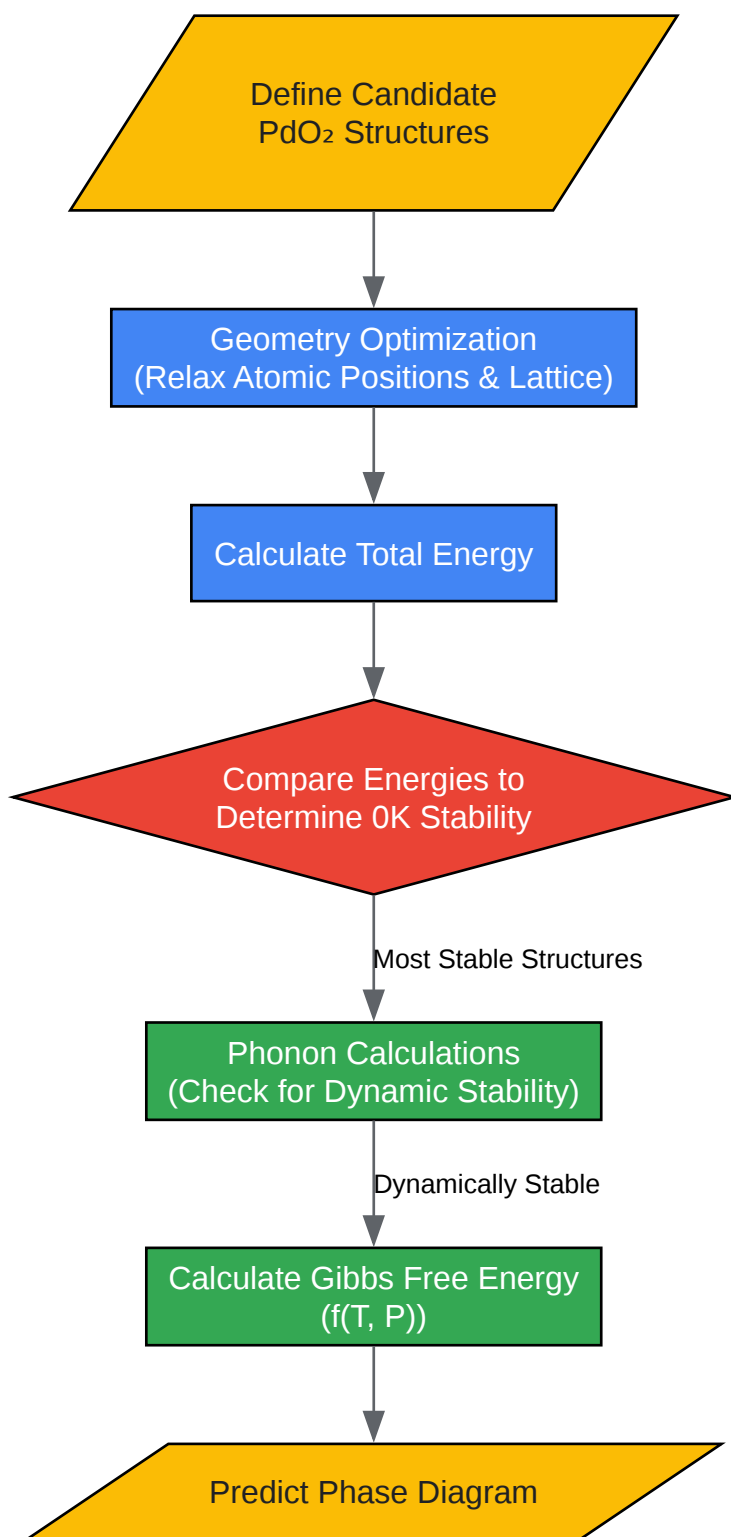 Define Candidate
PdO₂ Structures
Geometry Optimization
(Relax Atomic Positions & Lattice)
Calculate Total Energy
Compare Energies to
Determine 0K Stability
Most Stable Structures
Phonon Calculations
(Check for Dynamic Stability)
Dynamically Stable
Calculate Gibbs Free Energy
(f(T, P))
Predict Phase Diagram